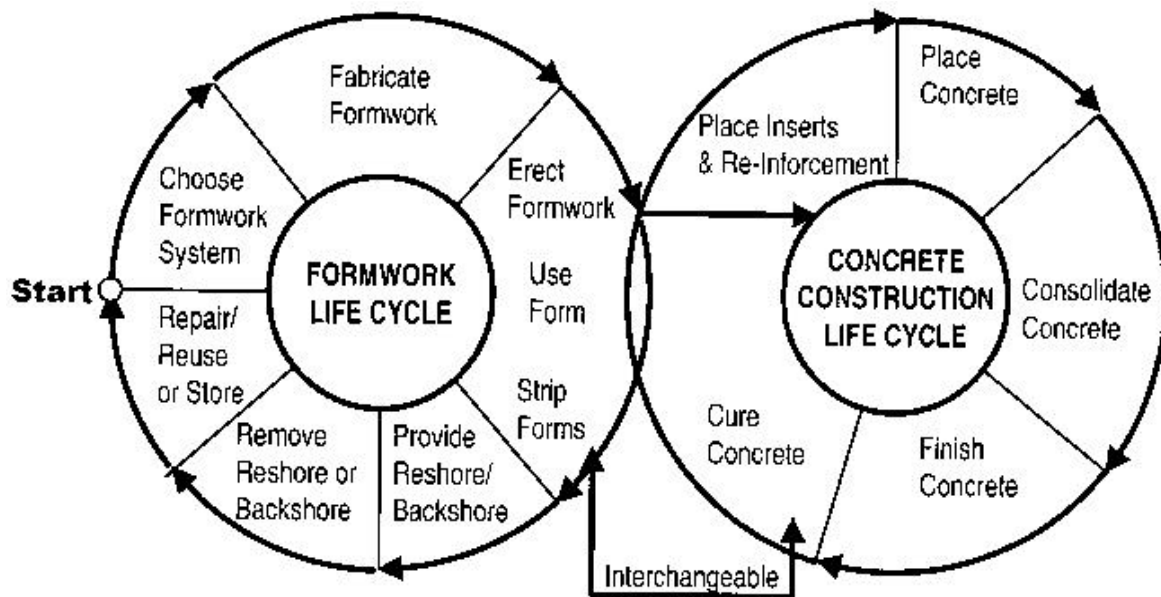 Fabricate
Formwork
Choose
Formwork
System
Erect
Formwork
Start
FORMWORK
LIFE CYCLE
Use
Form
Repair/
Reuse
or Store
Strip
Forms
Remove
Reshore or
Backshore
Provide
Reshore/
Backshore
Place
Concrete
Place Inserts
& Re-Inforcement
CONCRETE
CONSTRUCTION
LIFE CYCLE
Consolidate
Concrete
Cure
Concrete
Finish
Concrete
Interchangeable